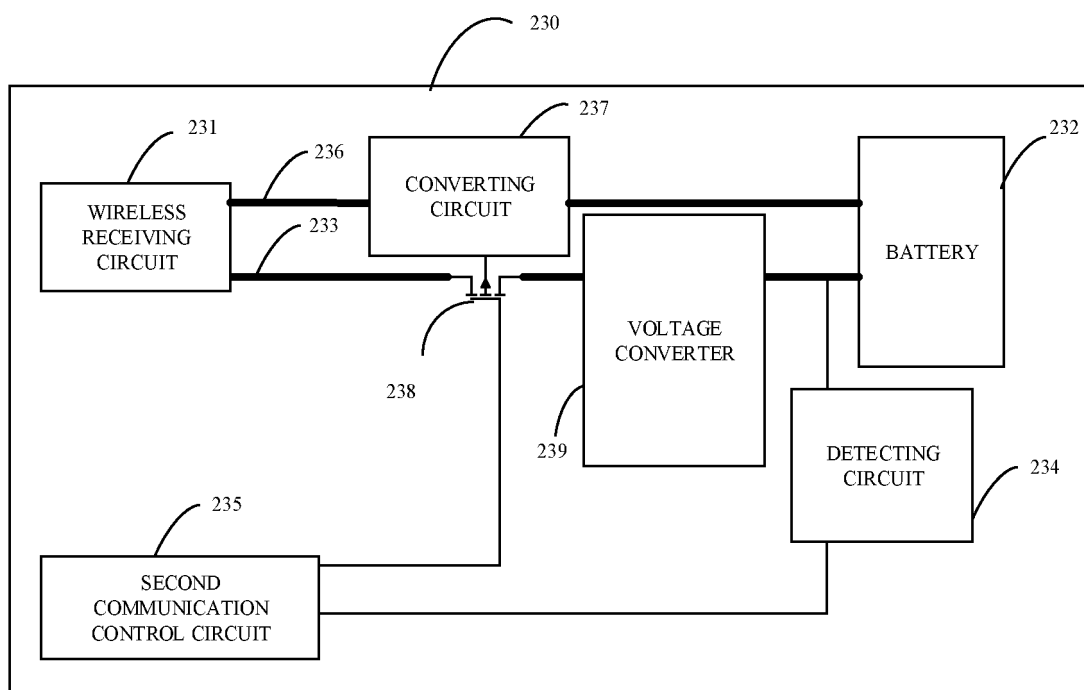 230
231
236
237
232
WIRELESS
RECEIVING
CIRCUIT
233
CONVERTING
CIRCUIT
BATTERY
238
VOLTAGE
CONVERTER
239
DETECTING
CIRCUIT
234
235
SECOND
COMMUNICATION
CONTROL CIRCUIT